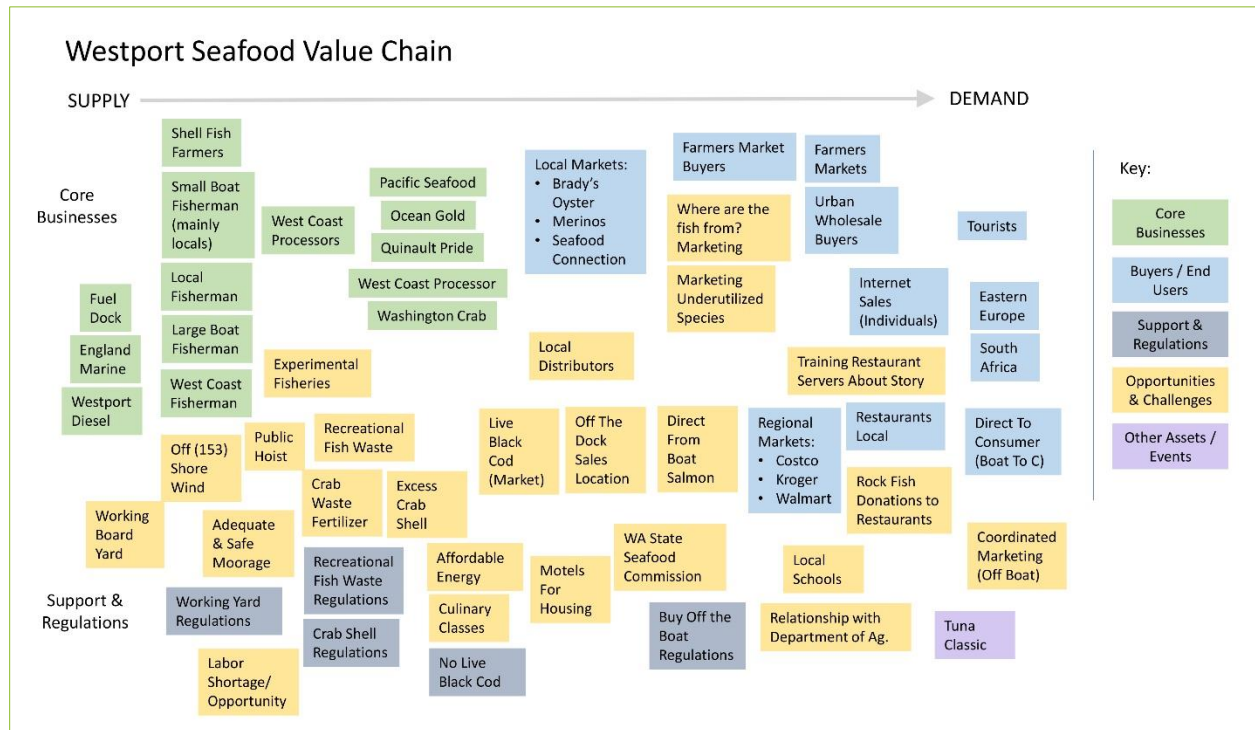 Westport Seafood Value Chain
SUPPLY
DEMAND
Core
Businesses
Shell Fish
Farmers
Small Boat
Fisherman
(mainly
locals)
Local
Fisherman
Large Boat
Fisherman
West Coast
Fisherman
Fuel
Dock
England
Marine
Westport
Diesel
West Coast
Processors
Pacific Seafood
Ocean Gold
Quinault Pride
West Coast Processor
Washington Crab
Experimental
Fisheries
Local Markets:
• Brady's
Oyster
• Merinos
• Seafood
Connection
Local
Distributors
Farmers Market
Buyers
Where are the
fish from?
Marketing
Marketing
Underutilized
Species
Farmers
Markets
Urban
Wholesale
Buyers
Internet
Sales
(Individuals)
Training Restaurant
Servers About Story
Tourists
Eastern
Europe
South
Africa
Off (153)
Shore
Wind
Public
Hoist
Recreational
Fish Waste
Crab
Waste
Fertilizer
Excess
Crab
Shell
Live
Black
Cod
(Market)
Off The
Dock
Sales
Location
Direct
From
Boat
Salmon
Regional
Markets:
• Costco
• Kroger
• Walmart
Restaurants
Local
Rock Fish
Donations to
Restaurants
Direct To
Consumer
(Boat To C)
Working
Board
Yard
Adequate
& Safe
Moorage
Support &
Regulations
Working Yard
Regulations
Recreational
Fish Waste
Regulations
Crab Shell
Regulations
Labor
Shortage/
Opportunity
Affordable
Energy
Culinary
Classes
No Live
Black Cod
Motels
For
Housing
WA State
Seafood
Commission
Buy Off the
Boat
Regulations
Local
Schools
Relationship with
Department of Ag.
Coordinated
Marketing
(Off Boat)
Tuna
Classic
Key:
Core
Businesses
Buyers / End
Users
Support &
Regulations
Opportunities
& Challenges
Other Assets /
Events